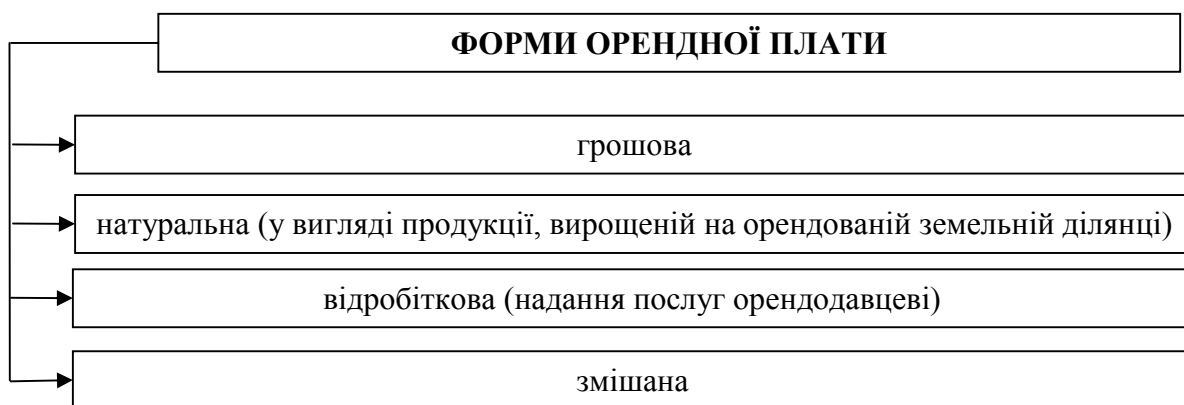 ФОРМИ ОРЕНДНОЇ ПЛАТИ
грошова
натуральна (у вигляді продукції, вирощеній на орендованій земельній ділянці)
відробіткова (надання послуг орендодавцеві)
змішана